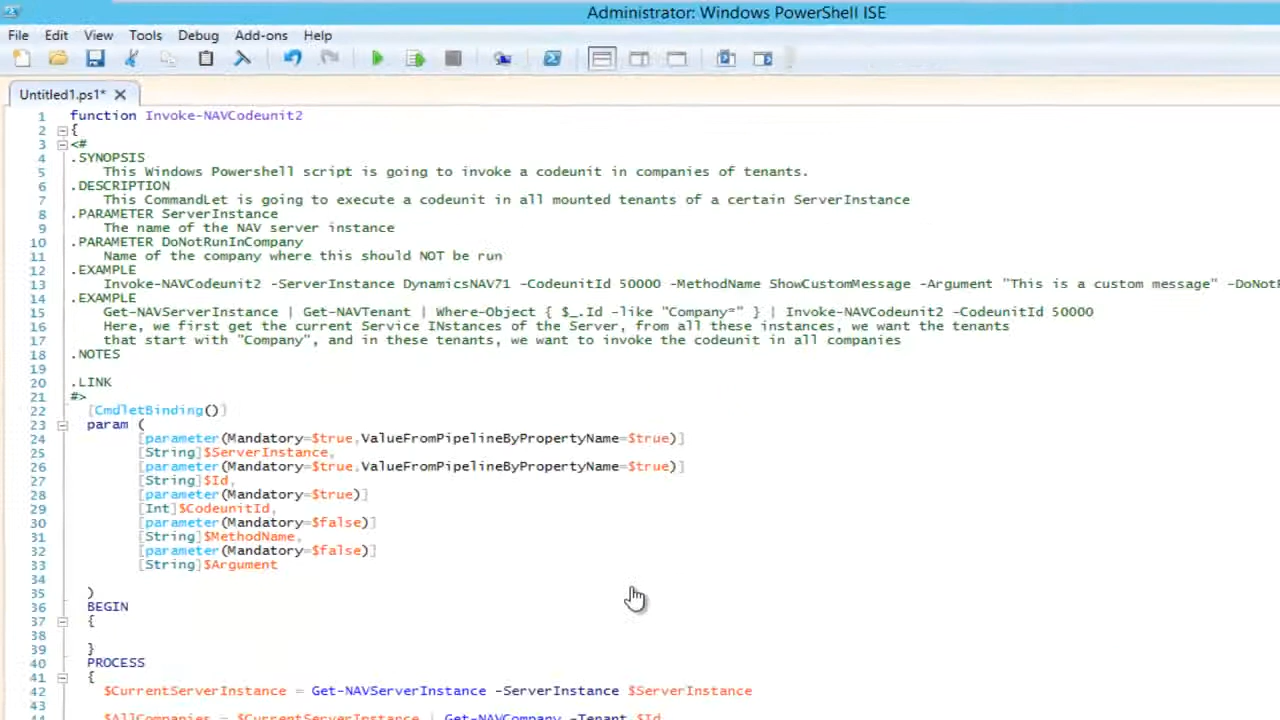 Administrator: Windows PowerShell ISE
File Edit View Tools Debug Add-ons Help
Untitled1.ps1*
1 function Invoke-NAVCodeunit2
2 {
3 <#
4 .SYNOPSIS
5 This Windows Powershell script is going to invoke a codeunit in companies of tenants.
6 .DESCRIPTION
7 This CommandLet is going to execute a codeunit in all mounted tenants of a certain ServerInstance
8 .PARAMETER ServerInstance
9 The name of the NAV server instance
10 .PARAMETER DoNotRunInCompany
11 Name of the company where this should NOT be run
12 .EXAMPLE
13 Invoke-NAVCodeunit2 -ServerInstance DynamicsNAV71 -CodeunitId 50000 -MethodName ShowCustomMessage -Argument "This is a custom message" -DoNotR
14 .EXAMPLE
15 Get-NAVServerInstance | Get-NAVTenant | Where-Object { $_.Id -like "Company*" } | Invoke-NAVCodeunit2 -CodeunitId 50000
16 Here, we first get the current Service INstances of the Server, from all these instances, we want the tenants
17 that start with "Company", and in these tenants, we want to invoke the codeunit in all companies
18 .NOTES
19
20 .LINK
21 #>
22 [CmdletBinding()]
23 param (
24 [parameter(Mandatory=$true,ValueFromPipelineByPropertyName=$true)]
25 [String]$ServerInstance,
26 [parameter(Mandatory=$true,ValueFromPipelineByPropertyName=$true)]
27 [String]$Id,
28 [parameter(Mandatory=$true)]
29 [Int]$CodeunitId,
30 [parameter(Mandatory=$false)]
31 [String]$MethodName,
32 [parameter(Mandatory=$false)]
33 [String]$Argument
34
35 )
36 BEGIN
37 {
38
39 }
40 PROCESS
41 {
42 $CurrentServerInstance = Get-NAVServerInstance -ServerInstance $ServerInstance
43
44 $AllCompanies = $CurrentServerInstance | Get-NAVCompany -Tenant $Id